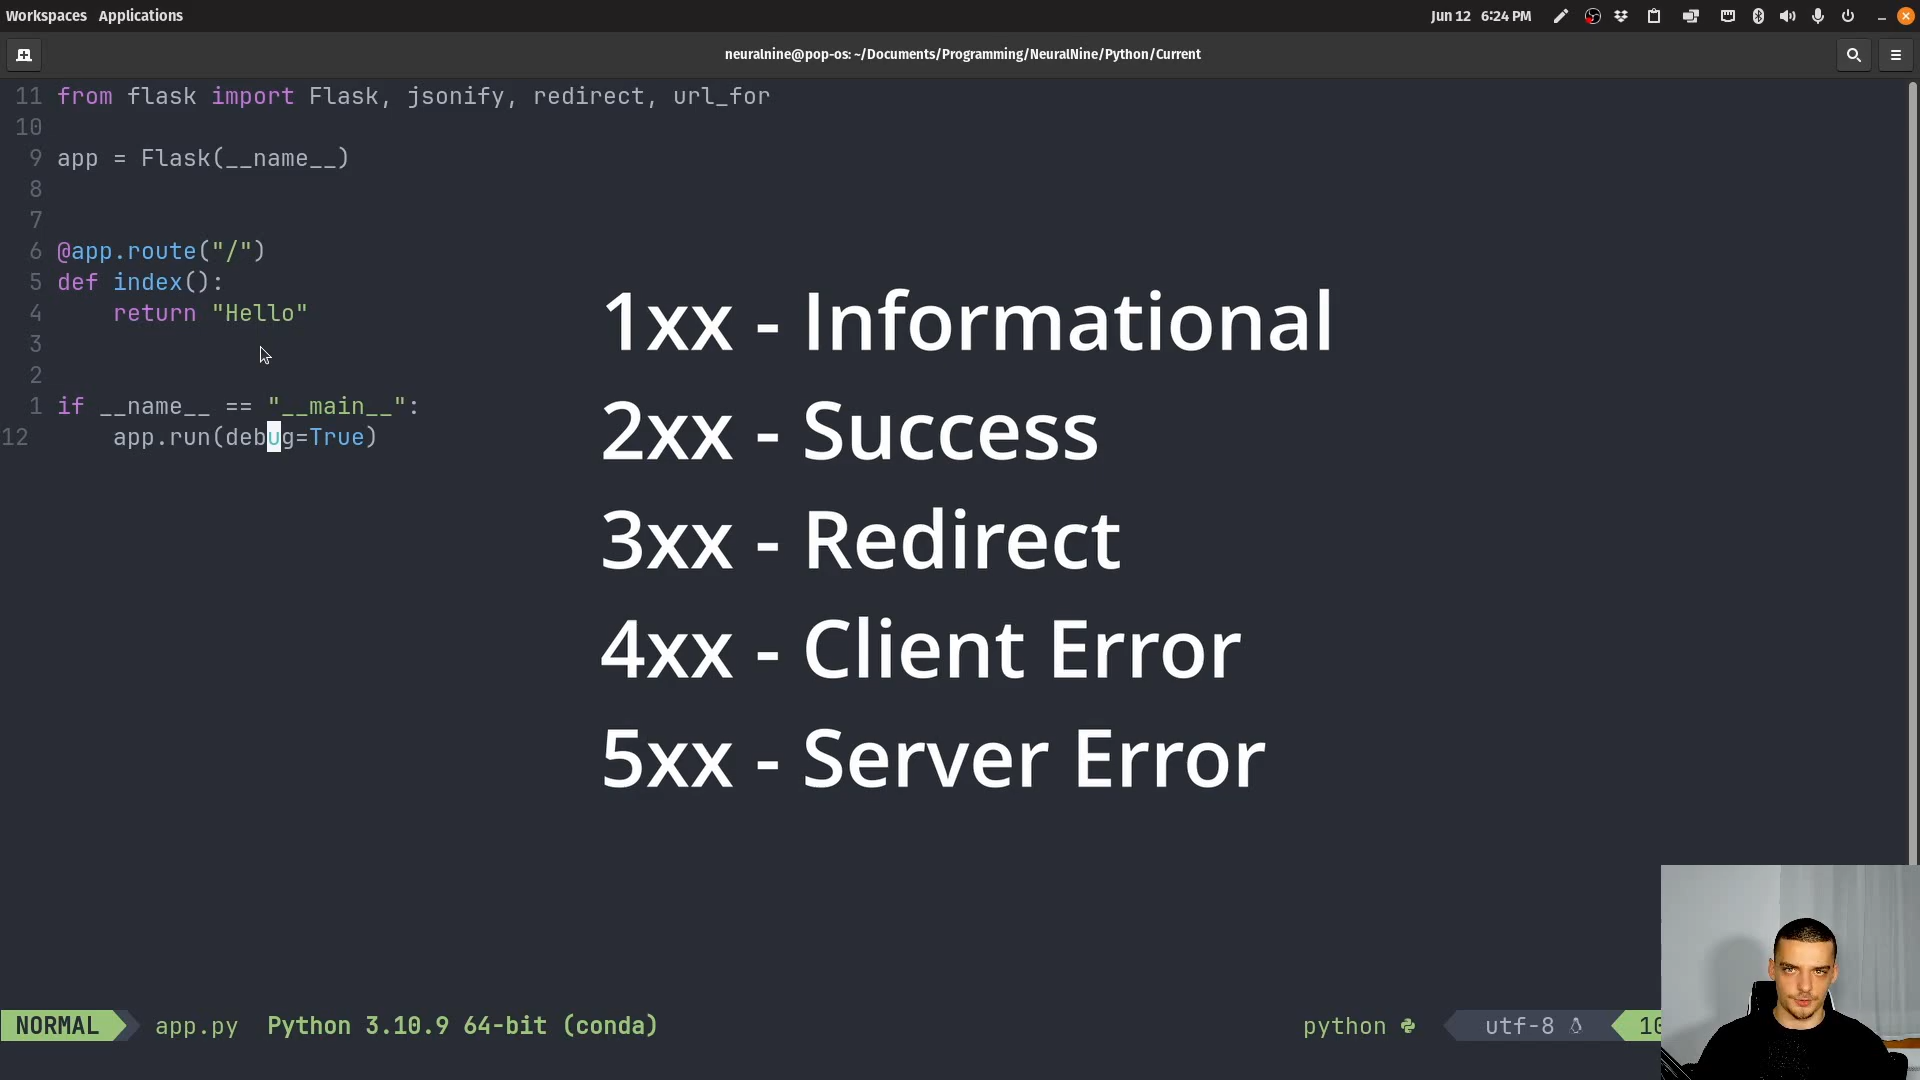 Workspaces Applications
Jun 12 6:24 PM
neuralnine@pop-os: ~/Documents/Programming/NeuralNine/Python/Current
11 from flask import Flask, jsonify, redirect, url_for
10
9 app = Flask(__name__)
8
7
6 @app.route("/")
5 def index():
4 return "Hello"
3
2
1 if __name__ == "__main__":
12 app.run(debug=True)
1xx - Informational
2xx - Success
3xx - Redirect
4xx - Client Error
5xx - Server Error
NORMAL app.py Python 3.10.9 64-bit (conda)
python utf-8 10